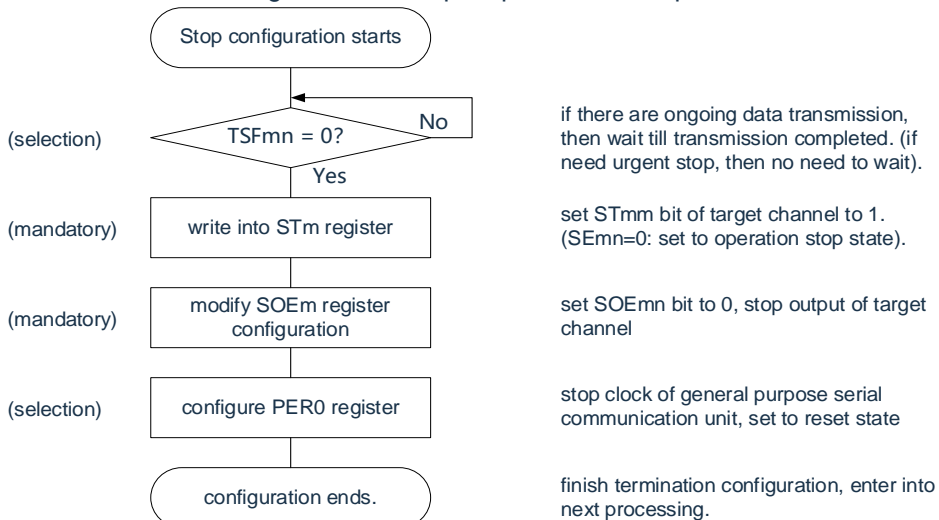 Stop configuration starts
(selection)
TSFmn = 0?
No
Yes
if there are ongoing data transmission,
then wait till transmission completed. (if
need urgent stop, then no need to wait).
(mandatory)
write into STm register
set STmm bit of target channel to 1.
(SEmn=0: set to operation stop state).
(mandatory)
modify SOEm register
configuration
set SOEmn bit to 0, stop output of target
channel
(selection)
configure PER0 register
stop clock of general purpose serial
communication unit, set to reset state
configuration ends.
finish termination configuration, enter into
next processing.